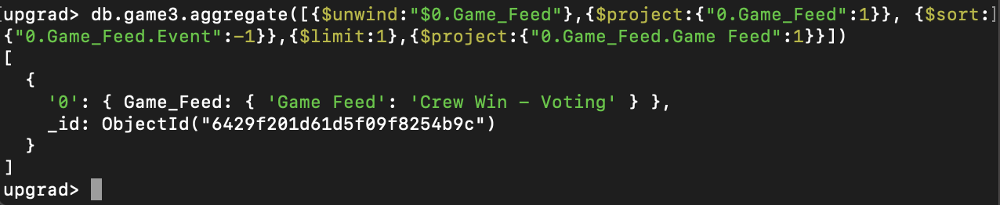 upgrad> db.game3.aggregate([{$unwind:"$0.Game_Feed"},{$project:{"0.Game_Feed":1}}, {$sort:
{"0.Game_Feed.Event":-1}},{$limit:1},{$project:{"0.Game_Feed.Game Feed":1}}])
[
  {
    '0': { Game_Feed: { 'Game Feed': 'Crew Win - Voting' } },
    _id: ObjectId("6429f201d61d5f09f8254b9c")
  }
]
upgrad>